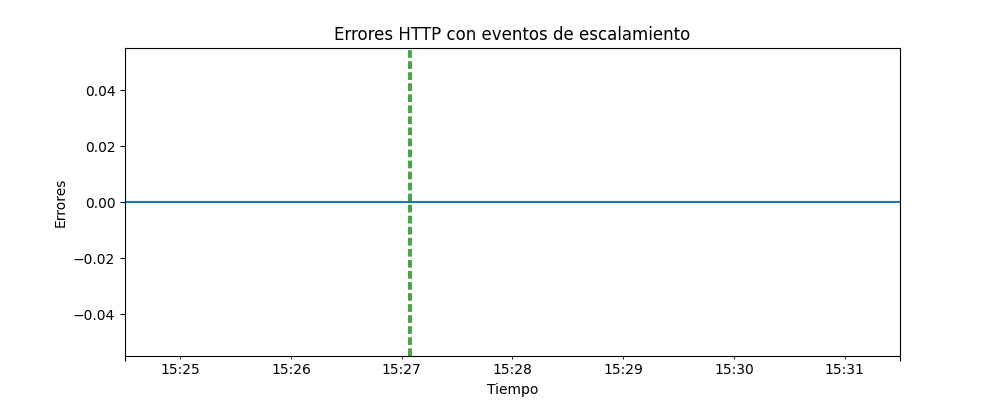 Errores HTTP con eventos de escalamiento
0.04
0.02
0.00
−0.02
−0.04
Errores
15:25 15:26 15:27 15:28 15:29 15:30 15:31
Tiempo